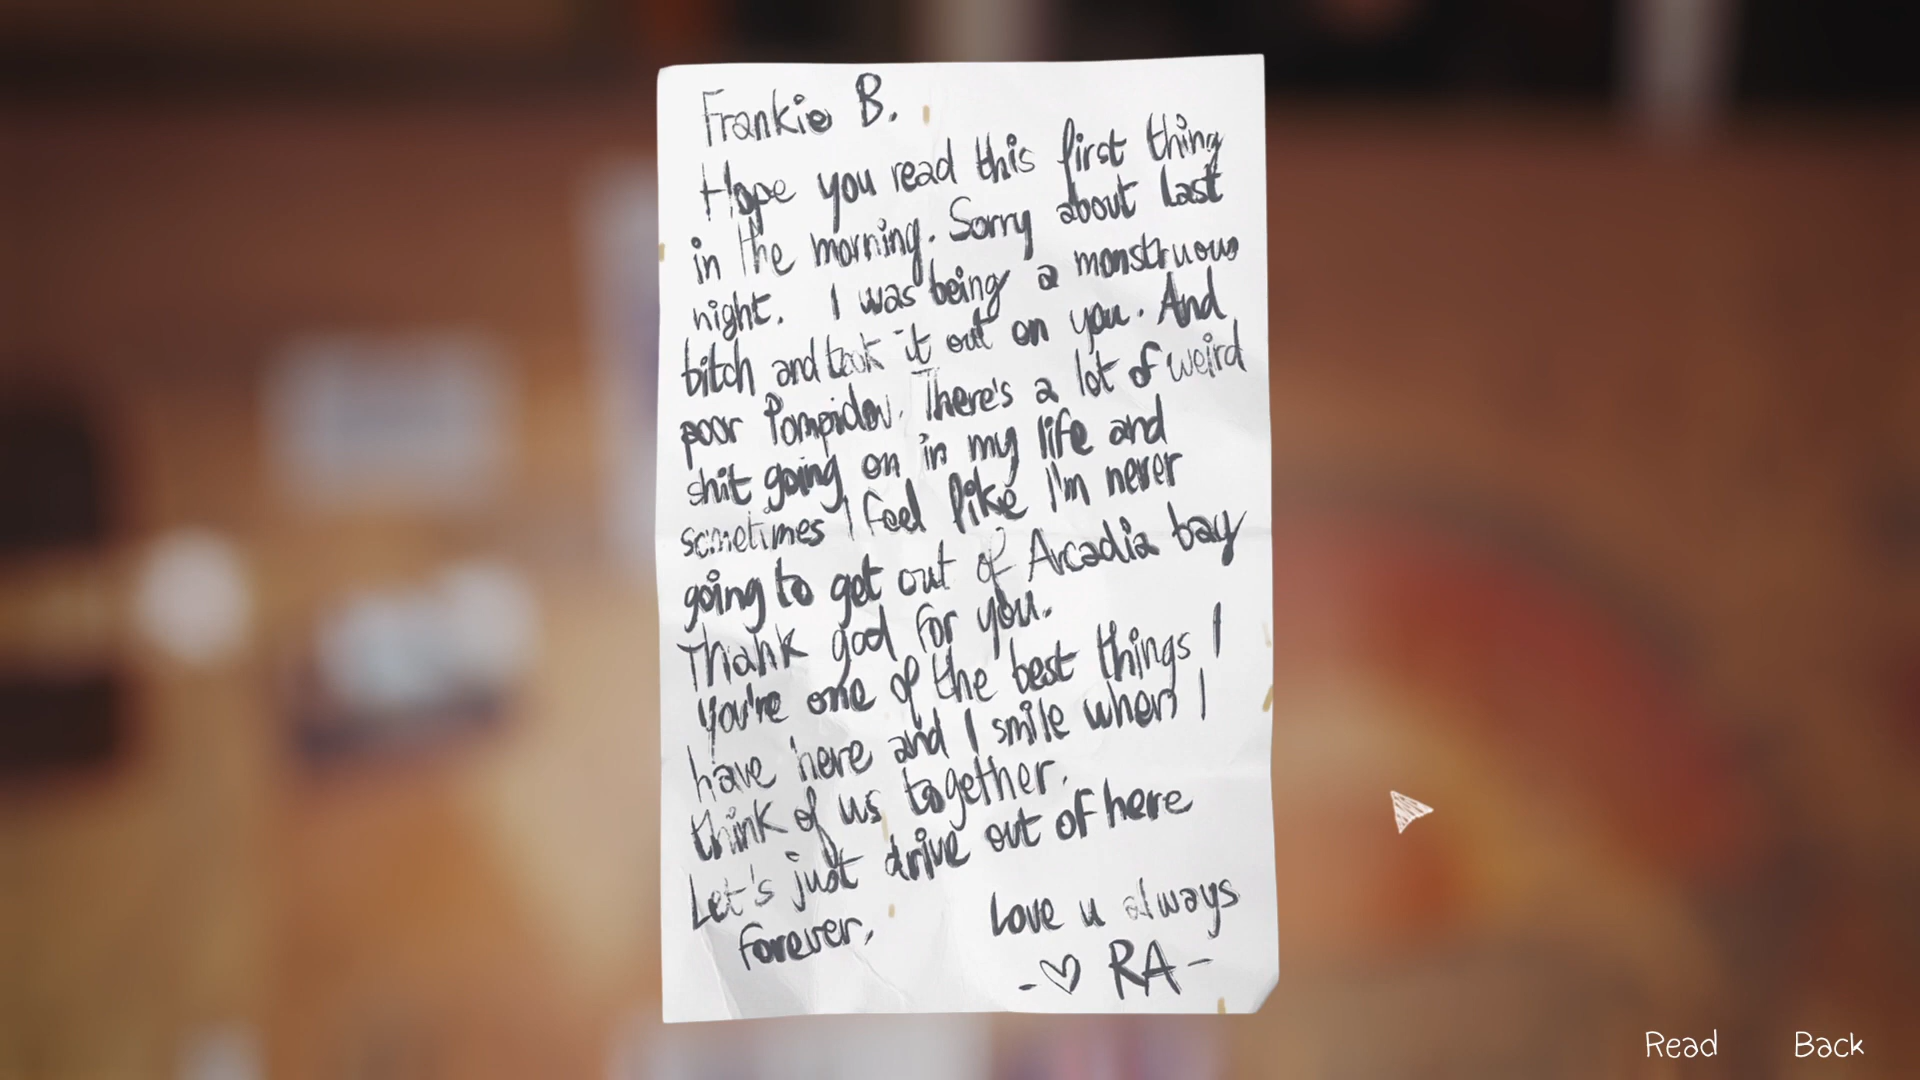 Frankie B.
Hope you read this first thing
in the morning. Sorry about last
night. I was being a monstruous
bitch and took it out on you. And
poor Pompidou. There's a lot of weird
shit going on in my life and
sometimes I feel like I'm never
going to get out of Arcadia bay
Thank god for you.
You're one of the best things I
have here and I smile when I
think of us together.
Let's just drive out of here
forever.
Love u always
-♡ RA-
Read
Back